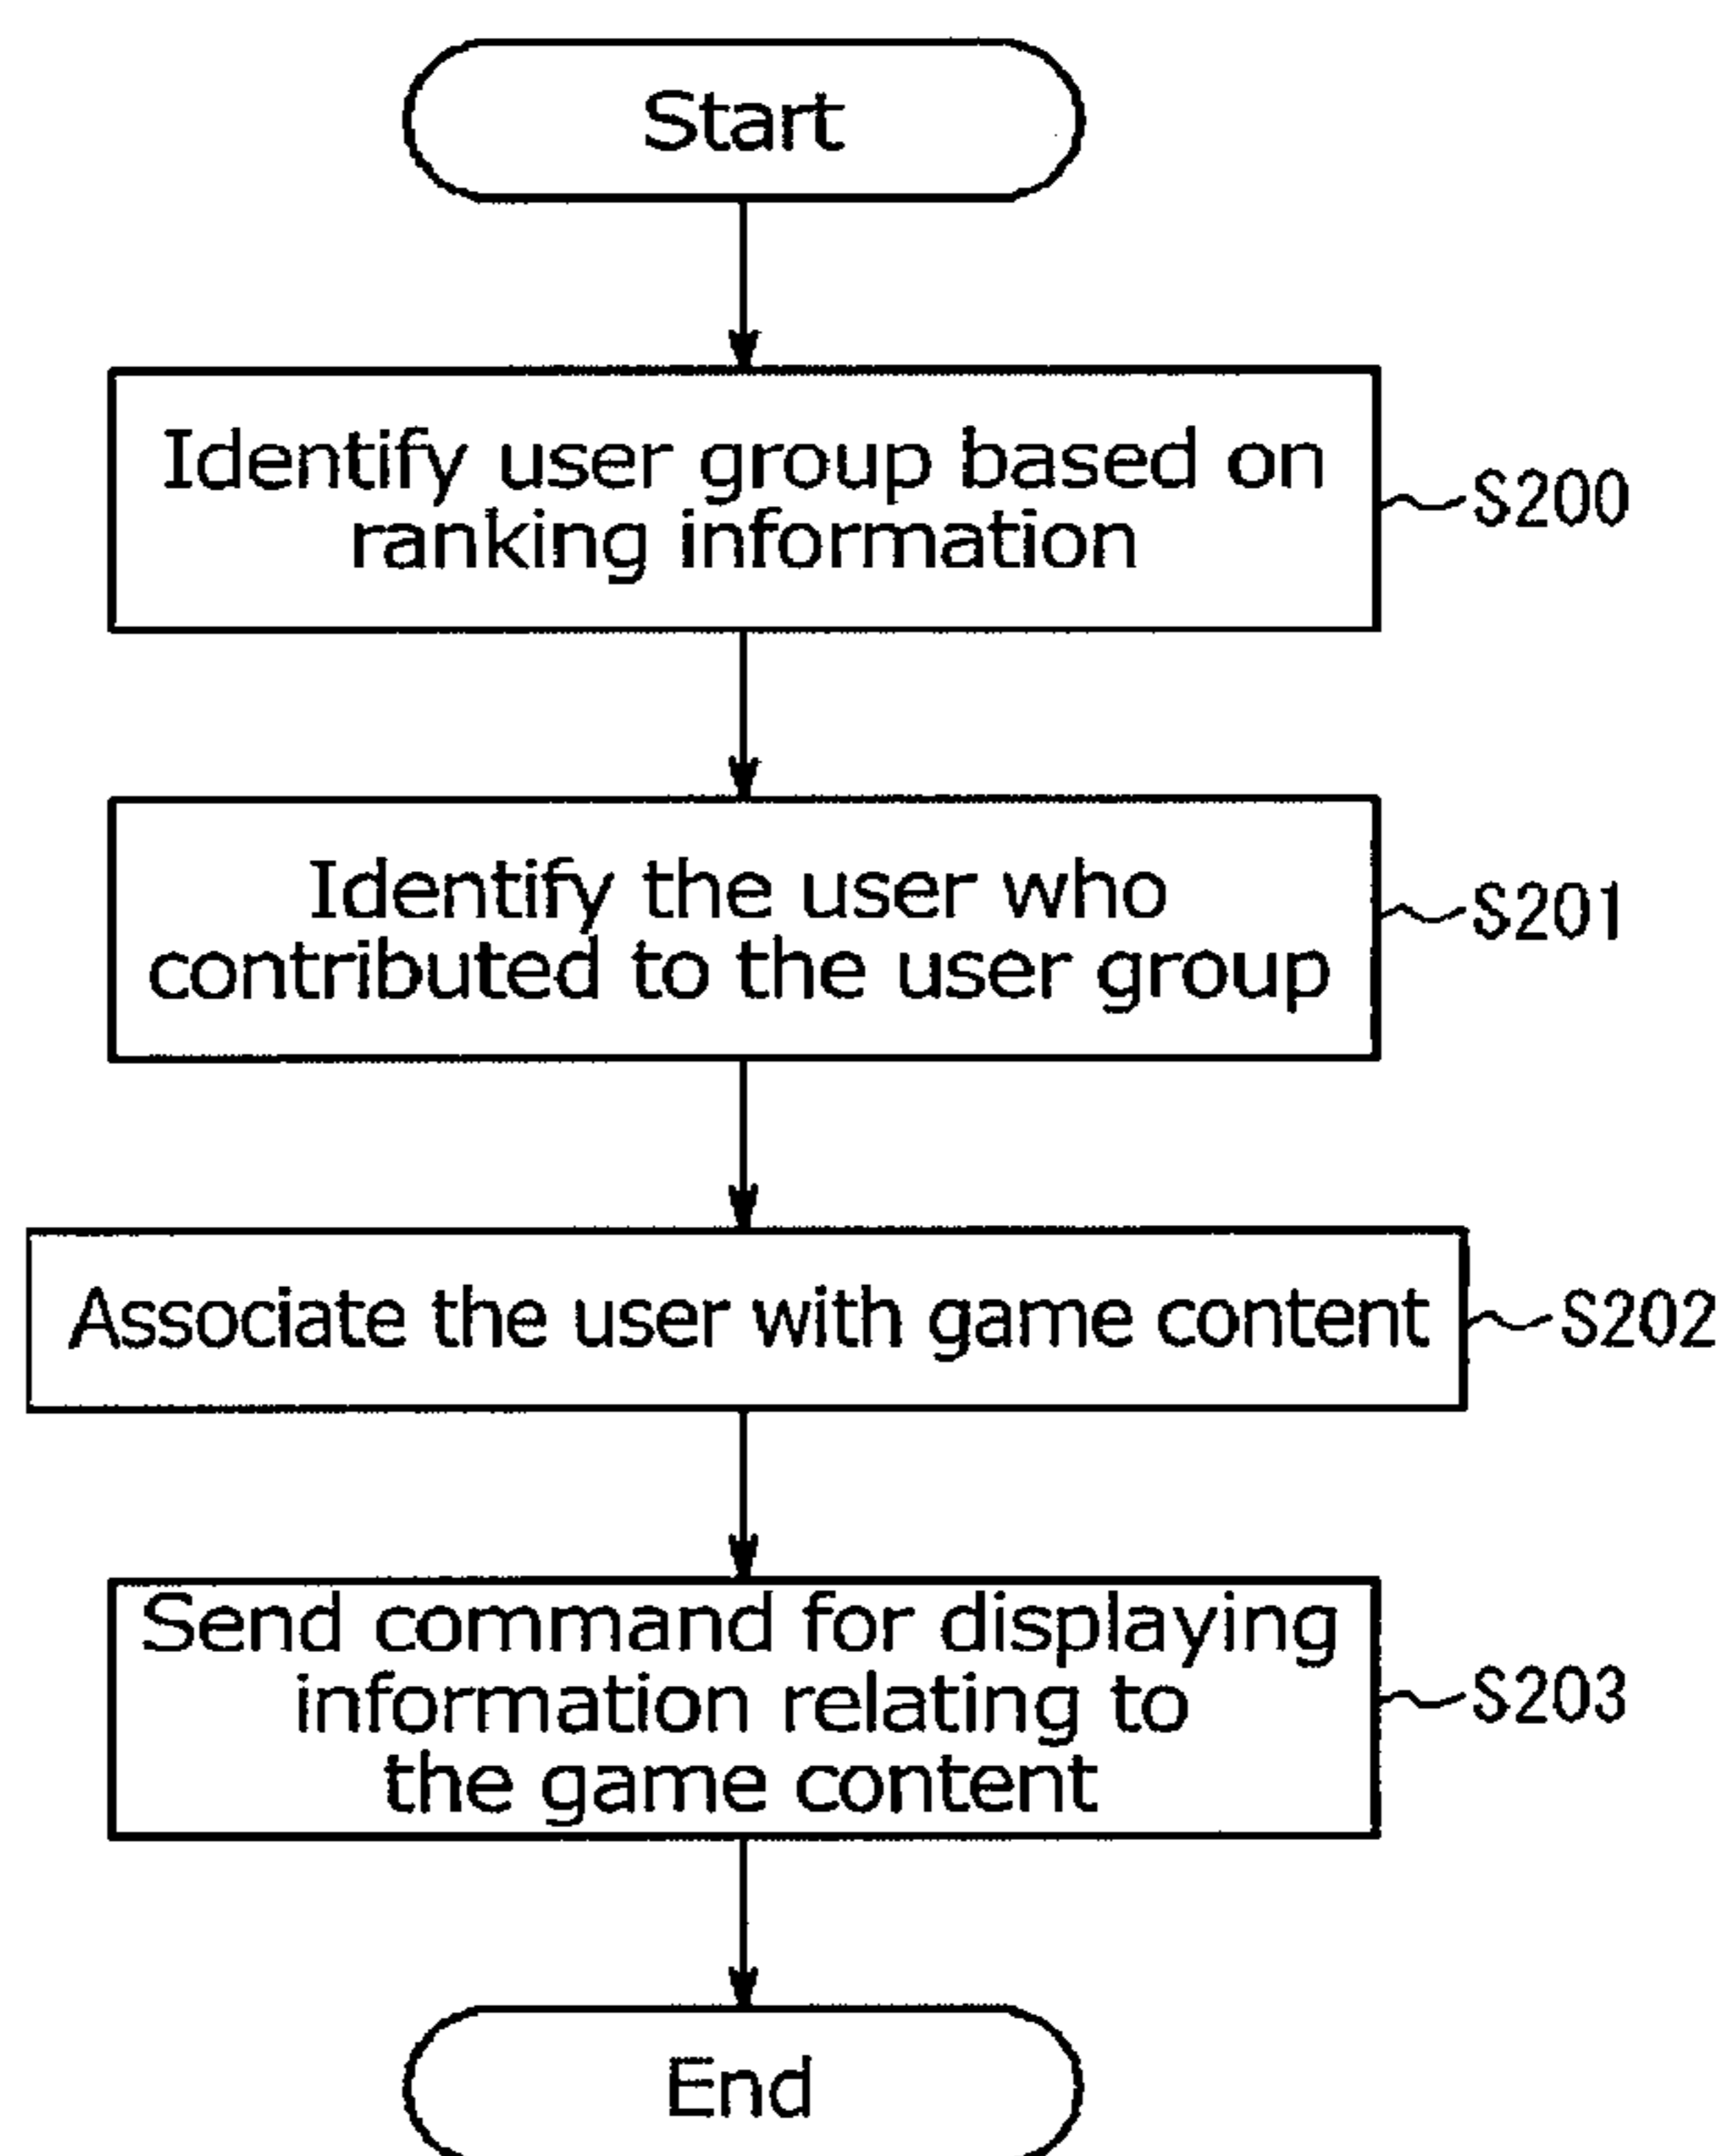 Start
Identify user group based on
ranking information
S200
Identify the user who
contributed to the user group
S201
Associate the user with game content
S202
Send command for displaying
information relating to
the game content
S203
End